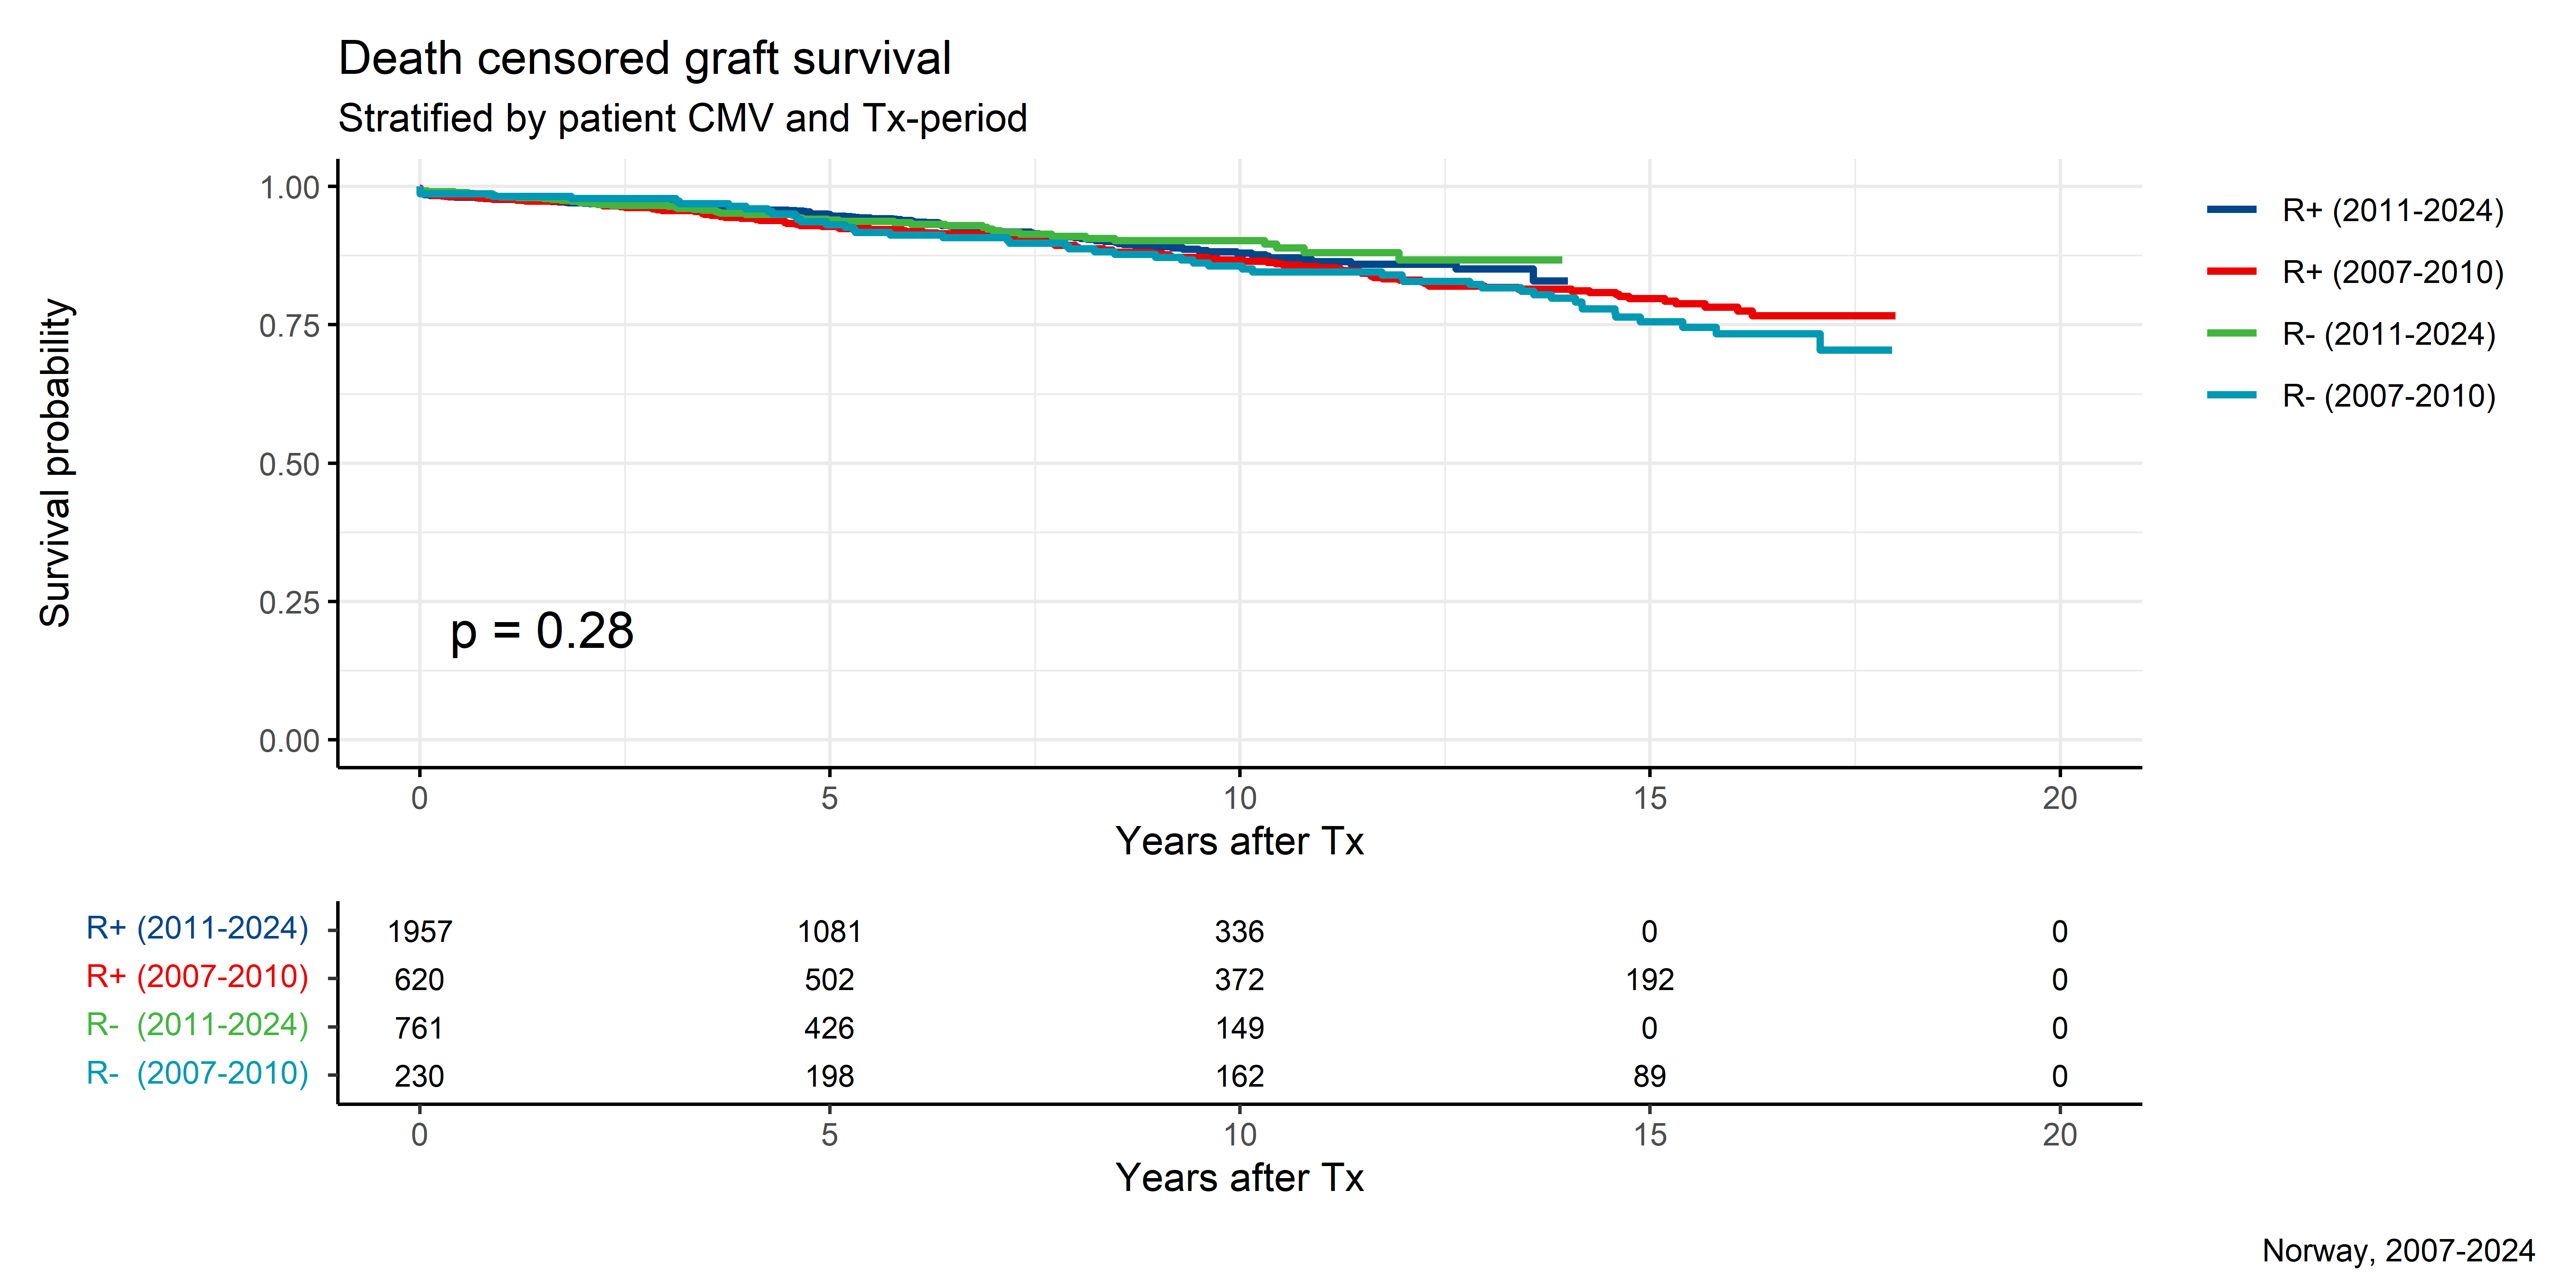 Death censored graft survival
Stratified by patient CMV and Tx-period
Survival probability
1.00
0.75
0.50
0.25
0.00
p = 0.28
0 5 10 15 20
Years after Tx
R+ (2011-2024)
R+ (2007-2010)
R- (2011-2024)
R- (2007-2010)
R+ (2011-2024) 1957 1081 336 0 0
R+ (2007-2010) 620 502 372 192 0
R- (2011-2024) 761 426 149 0 0
R- (2007-2010) 230 198 162 89 0
0 5 10 15 20
Years after Tx
Norway, 2007-2024